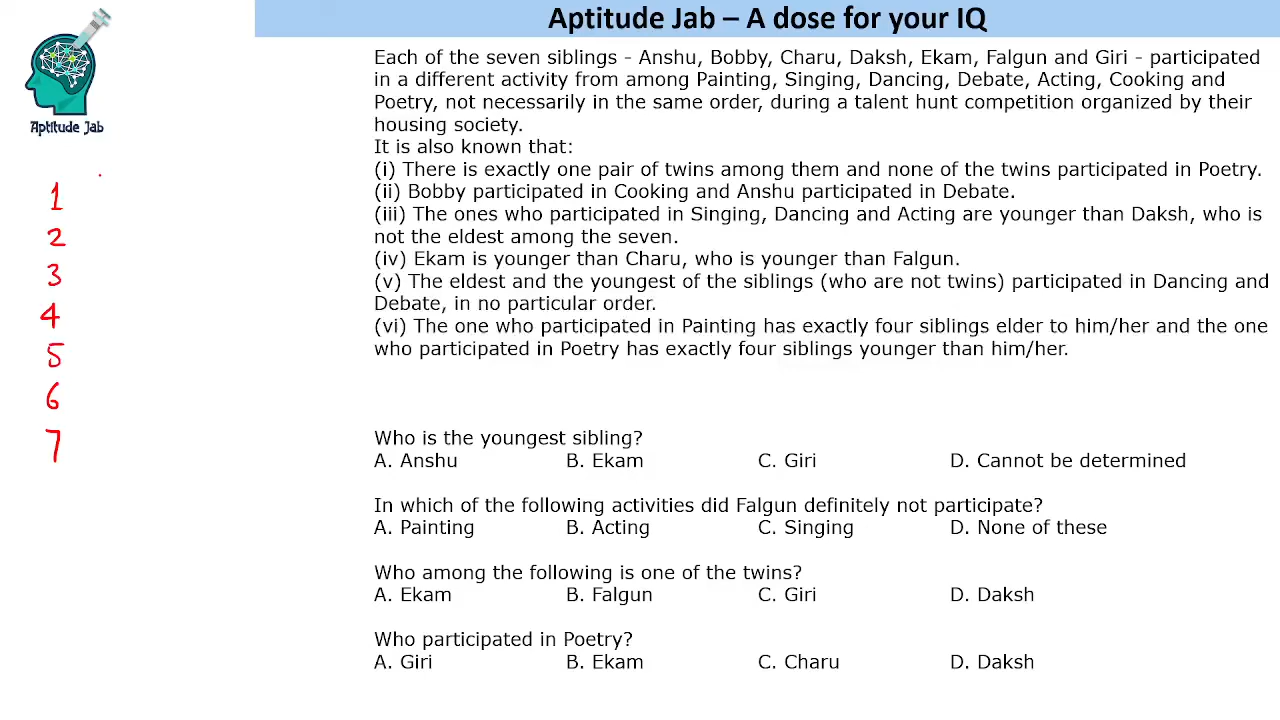 Aptitude Jab – A dose for your IQ
Aptitude Jab
Each of the seven siblings - Anshu, Bobby, Charu, Daksh, Ekam, Falgun and Giri - participated
in a different activity from among Painting, Singing, Dancing, Debate, Acting, Cooking and
Poetry, not necessarily in the same order, during a talent hunt competition organized by their
housing society.
It is also known that:
(i) There is exactly one pair of twins among them and none of the twins participated in Poetry.
(ii) Bobby participated in Cooking and Anshu participated in Debate.
(iii) The ones who participated in Singing, Dancing and Acting are younger than Daksh, who is
not the eldest among the seven.
(iv) Ekam is younger than Charu, who is younger than Falgun.
(v) The eldest and the youngest of the siblings (who are not twins) participated in Dancing and
Debate, in no particular order.
(vi) The one who participated in Painting has exactly four siblings elder to him/her and the one
who participated in Poetry has exactly four siblings younger than him/her.
1
2
3
4
5
6
7
Who is the youngest sibling?
A. Anshu B. Ekam C. Giri D. Cannot be determined
In which of the following activities did Falgun definitely not participate?
A. Painting B. Acting C. Singing D. None of these
Who among the following is one of the twins?
A. Ekam B. Falgun C. Giri D. Daksh
Who participated in Poetry?
A. Giri B. Ekam C. Charu D. Daksh